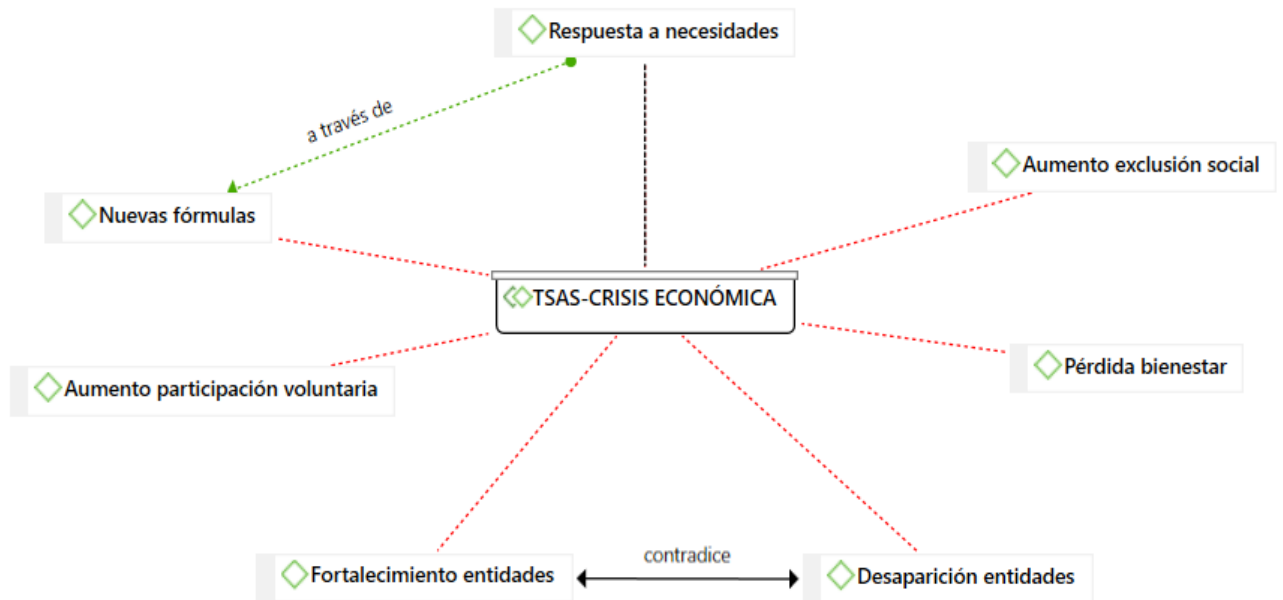 Respuesta a necesidades
a través de
Aumento exclusión social
Nuevas fórmulas
TSAS-CRISIS ECONÓMICA
Pérdida bienestar
Aumento participación voluntaria
contradice
Fortalecimiento entidades
Desaparición entidades